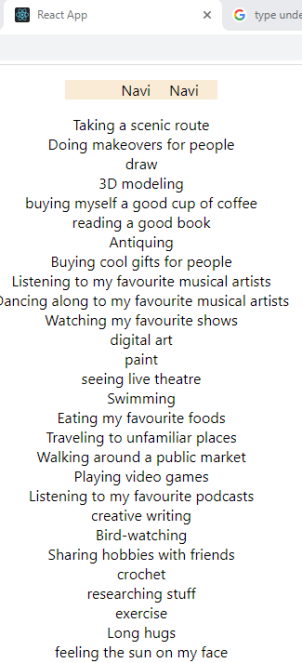 React App
type unde
Navi Navi
Taking a scenic route
Doing makeovers for people
draw
3D modeling
buying myself a good cup of coffee
reading a good book
Antiquing
Buying cool gifts for people
Listening to my favourite musical artists
Dancing along to my favourite musical artists
Watching my favourite shows
digital art
paint
seeing live theatre
Swimming
Eating my favourite foods
Traveling to unfamiliar places
Walking around a public market
Playing video games
Listening to my favourite podcasts
creative writing
Bird-watching
Sharing hobbies with friends
crochet
researching stuff
exercise
Long hugs
feeling the sun on my face